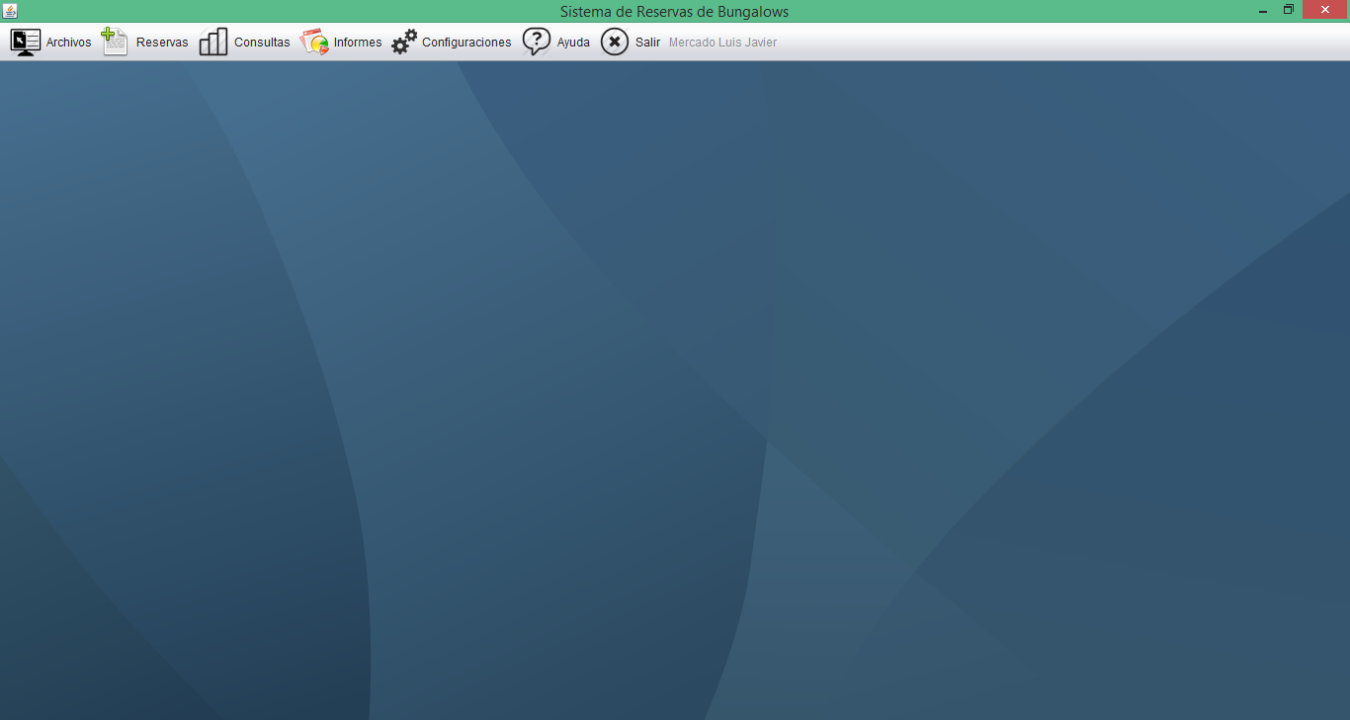 Sistema de Reservas de Bungalows
Archivos Reservas Consultas Informes Configuraciones Ayuda Salir Mercado Luis Javier